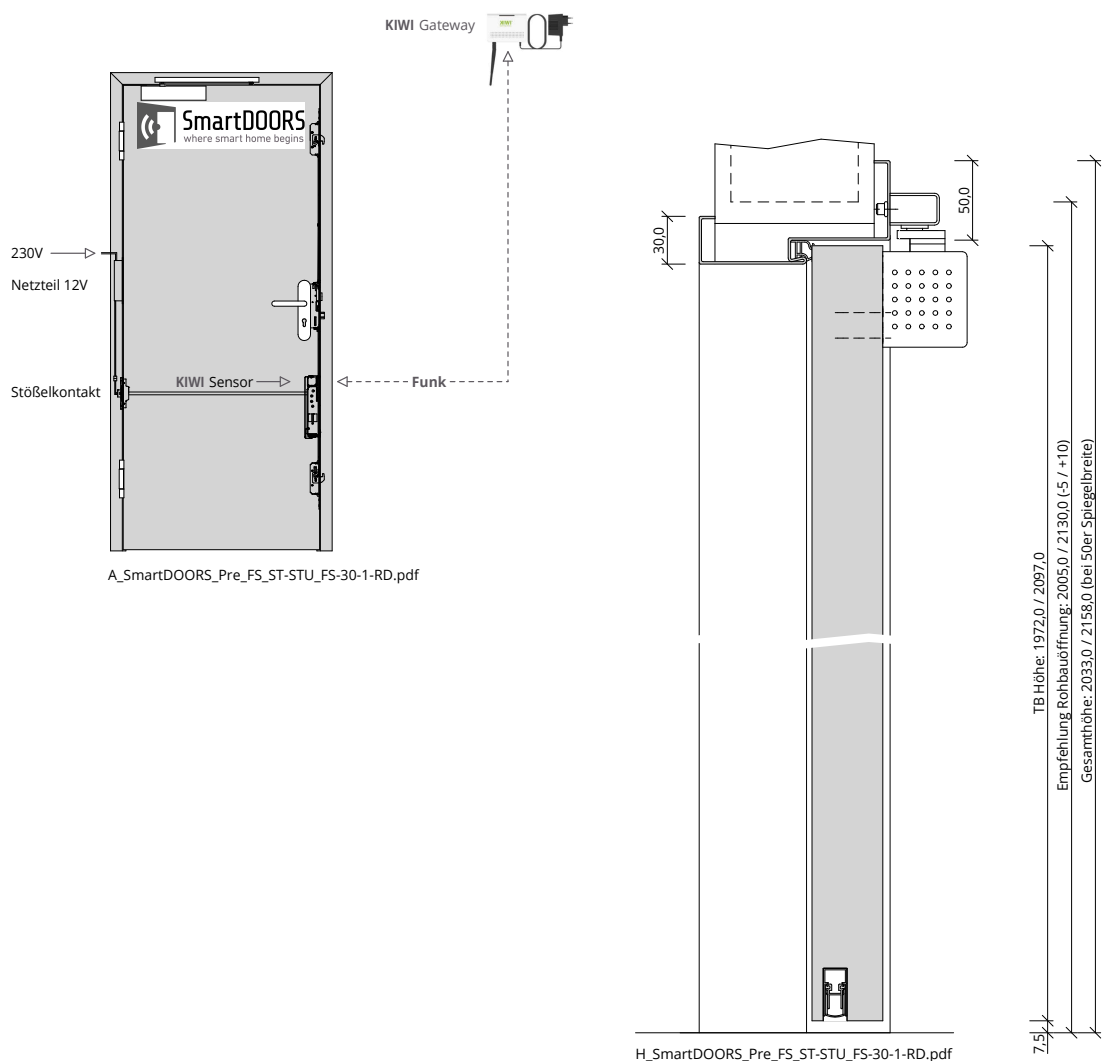 KIWI Gateway
KIWI
SmartDOORS
where smart home begins
230V
Netzteil 12V
KIWI Sensor
Funk
Stößelkontakt
A_SmartDOORS_Pre_FS_ST-STU_FS-30-1-RD.pdf
30,0
50,0
TB Höhe: 1972,0 / 2097,0
Empfehlung Rohbauöffnung: 2005,0 / 2130,0 (-5 / +10)
Gesamthöhe: 2033,0 / 2158,0 (bei 50er Spiegelbreite)
7,5
H_SmartDOORS_Pre_FS_ST-STU_FS-30-1-RD.pdf